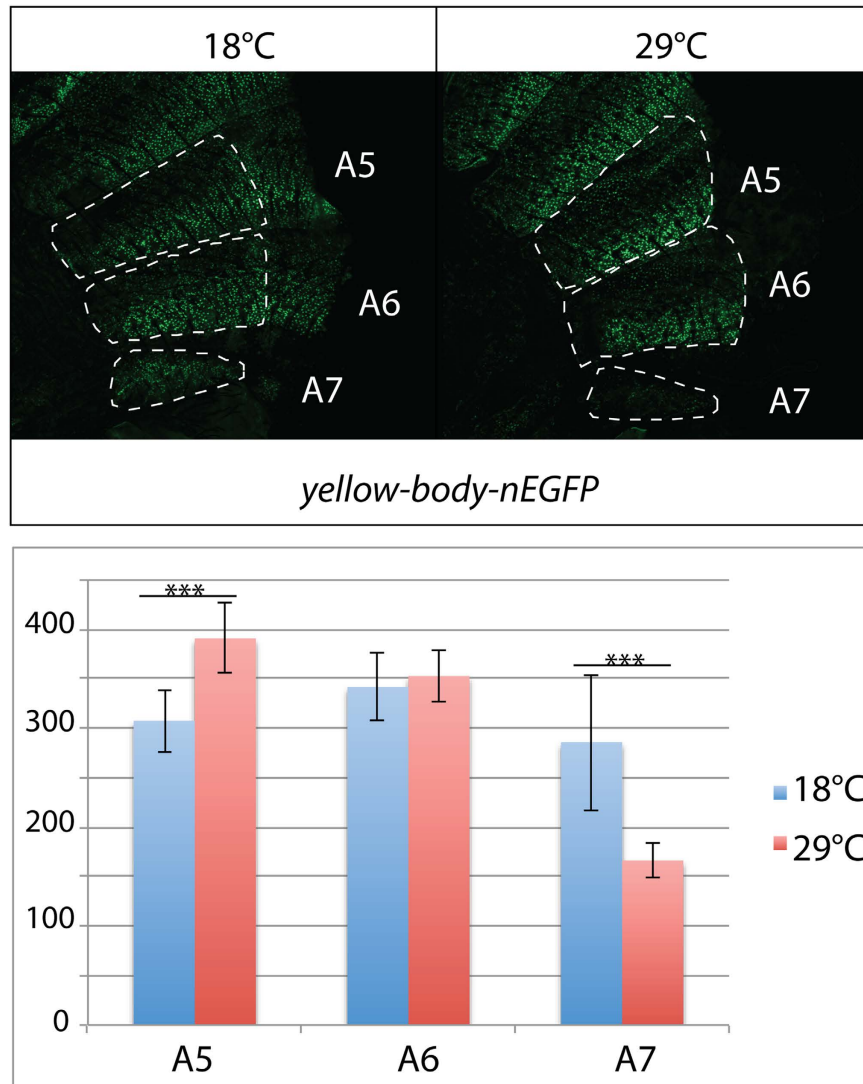 18°C 29°C
A5 A5
A6 A6
A7 A7
yellow-body-nEGFP
*** ***
400
300
200
100
0
18°C
29°C
A5 A6 A7